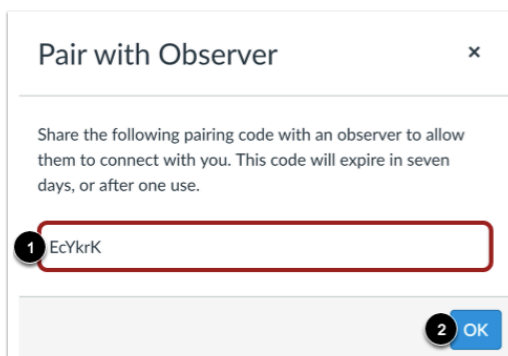 Pair with Observer ×
Share the following pairing code with an observer to allow
them to connect with you. This code will expire in seven
days, or after one use.
1 EcYkrK
2 OK